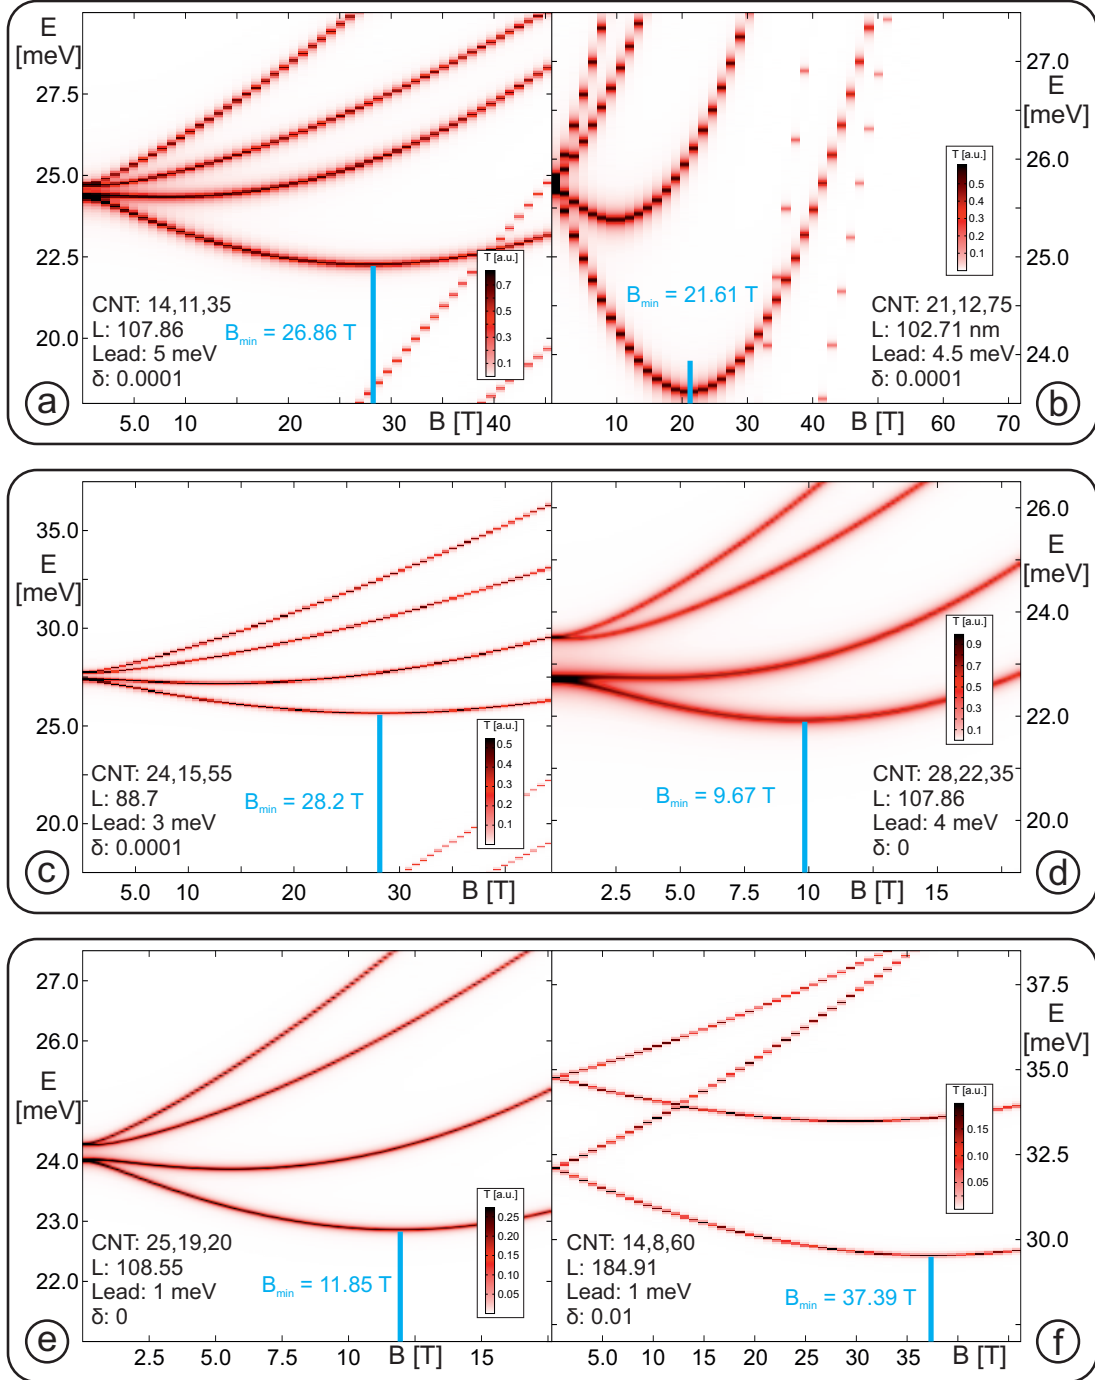 E
[meV]
27.5
25.0
22.5
20.0
CNT: 14,11,35
L: 107.86
Lead: 5 meV
δ: 0.0001
B_min = 26.86 T
T [a.u.]
0.7
0.5
0.3
0.1
a
5.0 10 20 30 B [T] 40
27.0
E
[meV]
26.0
25.0
24.0
T [a.u.]
0.5
0.4
0.3
0.2
0.1
B_min = 21.61 T
CNT: 21,12,75
L: 102.71 nm
Lead: 4.5 meV
δ: 0.0001
b
10 20 30 40 B [T] 60 70
35.0
E
[meV]
30.0
25.0
20.0
CNT: 24,15,55
L: 88.7
Lead: 3 meV
δ: 0.0001
B_min = 28.2 T
T [a.u.]
0.5
0.4
0.3
0.2
0.1
c
5.0 10 20 30 B [T]
26.0
E
[meV]
24.0
22.0
20.0
T [a.u.]
0.9
0.7
0.5
0.3
0.1
B_min = 9.67 T
CNT: 28,22,35
L: 107.86
Lead: 4 meV
δ: 0
d
2.5 5.0 7.5 10 B [T] 15
27.0
26.0
E
[meV]
24.0
23.0
22.0
CNT: 25,19,20
L: 108.55
Lead: 1 meV
δ: 0
B_min = 11.85 T
T [a.u.]
0.25
0.20
0.15
0.10
0.05
e
2.5 5.0 7.5 10 B [T] 15
37.5
E
[meV]
35.0
32.5
30.0
T [a.u.]
0.15
0.10
0.05
CNT: 14,8,60
L: 184.91
Lead: 1 meV
δ: 0.01
B_min = 37.39 T
f
5.0 10 15 20 25 30 35 B [T]